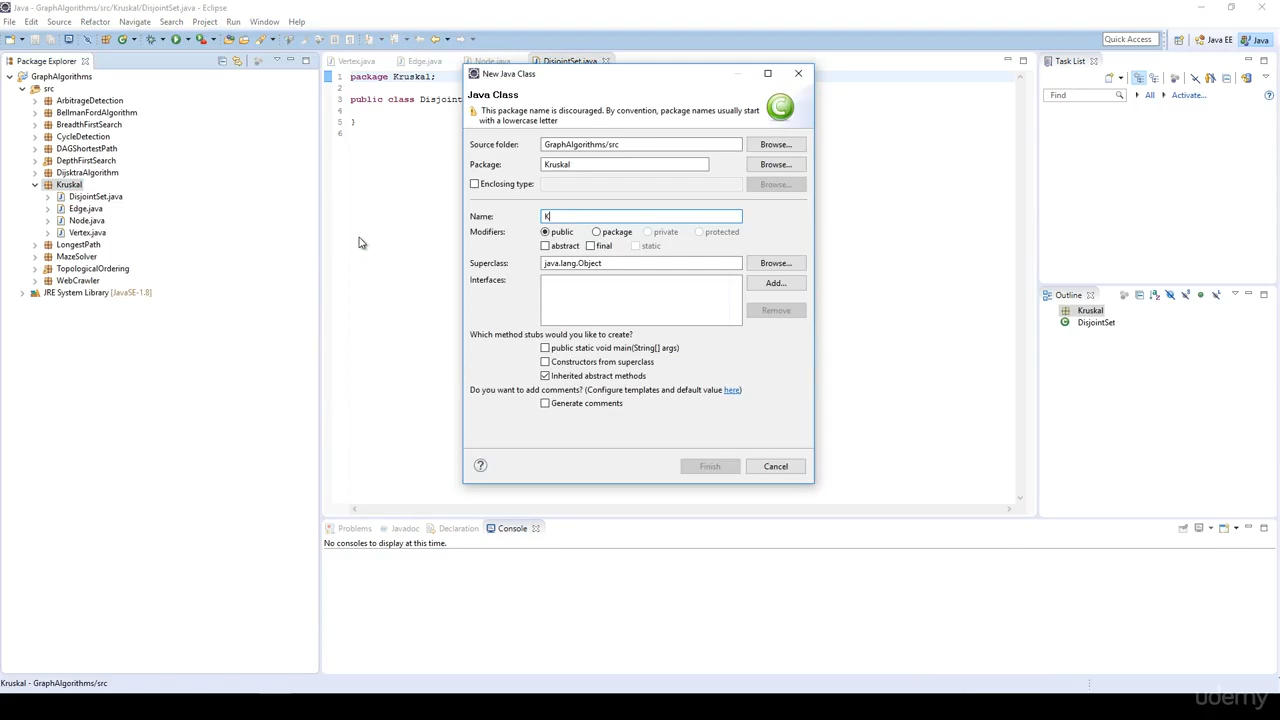 Java - GraphAlgorithms/src/Kruskal/DisjointSet.java - Eclipse
File Edit Source Refactor Navigate Search Project Run Window Help
Quick Access
Java EE
Java
Package Explorer
GraphAlgorithms
src
ArbitrageDetection
BellmanFordAlgorithm
BreadthFirstSearch
CycleDetection
DAGShortestPath
DepthFirstSearch
DijsktraAlgorithm
Kruskal
DisjointSet.java
Edge.java
Node.java
Vertex.java
LongestPath
MazeSolver
TopologicalOrdering
WebCrawler
JRE System Library [JavaSE-1.8]
Vertex.java
Edge.java
Node.java
DisjointSet.java
1 package Kruskal;
2
3 public class Disjoint
4
5 }
6
New Java Class
Java Class
This package name is discouraged. By convention, package names usually start
with a lowercase letter
Source folder: GraphAlgorithms/src Browse...
Package: Kruskal Browse...
Enclosing type: Browse...
Name: K
Modifiers: public package private protected
abstract final static
Superclass: java.lang.Object Browse...
Interfaces: Add...
Remove
Which method stubs would you like to create?
public static void main(String[] args)
Constructors from superclass
Inherited abstract methods
Do you want to add comments? (Configure templates and default value here)
Generate comments
Finish Cancel
Task List
Find All Activate...
Outline
Kruskal
DisjointSet
Problems Javadoc Declaration Console
No consoles to display at this time.
Kruskal - GraphAlgorithms/src
udemy